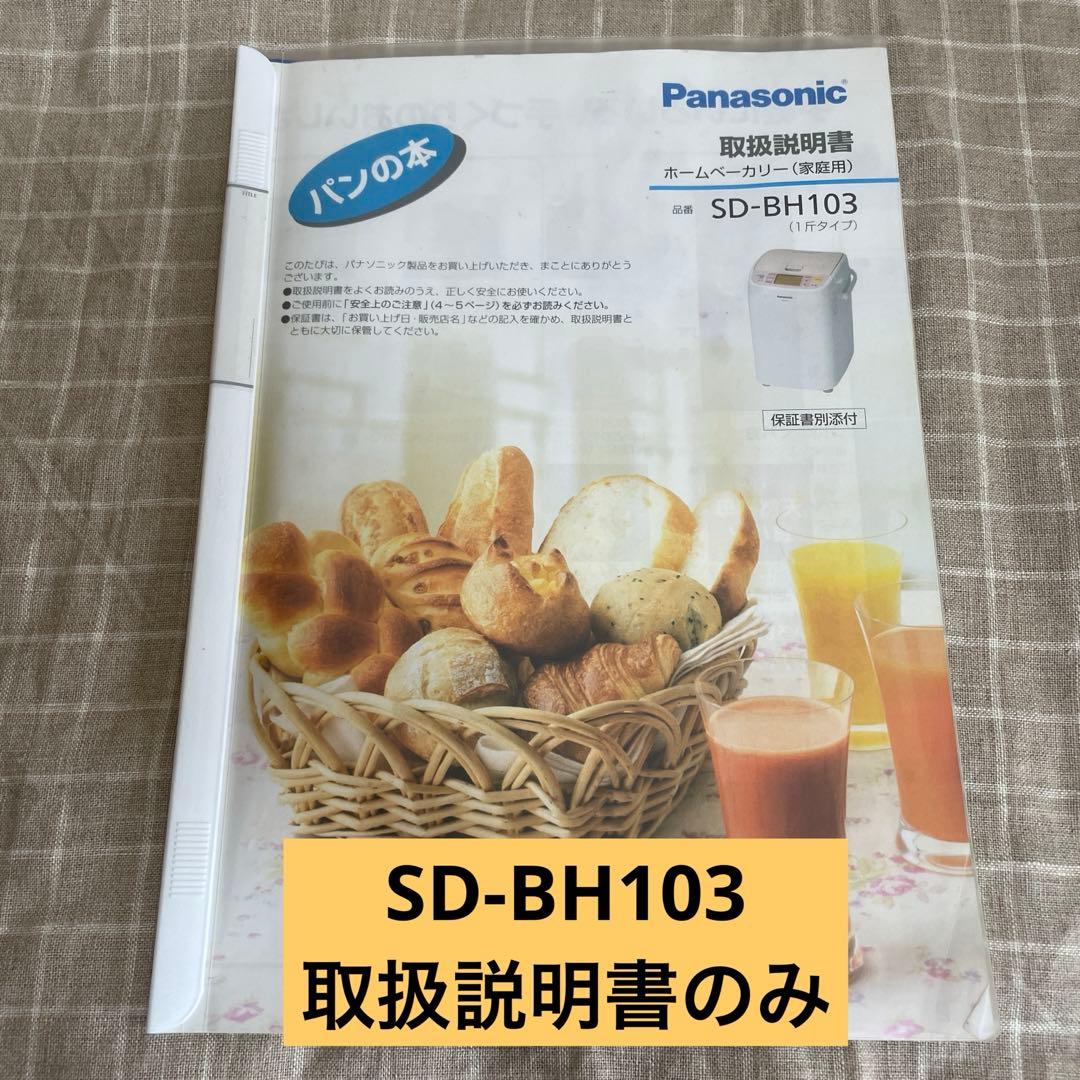 Panasonic
取扱説明書
ホームベーカリー(家庭用)
品番 SD-BH103
(1斤タイプ)
パンの本
このたびは、パナソニック製品をお買い上げいただき、まことにありがとう
ございます。
●取扱説明書をよくお読みのうえ、正しく安全にお使いください。
●ご使用前に「安全上のご注意」(4〜5ページ)を必ずお読みください。
●保証書は、「お買い上げ日・販売店名」などの記入を確かめ、取扱説明書と
ともに大切に保管してください。
Panasonic
保証書別添付
TITLE
SD-BH103
取扱説明書のみ